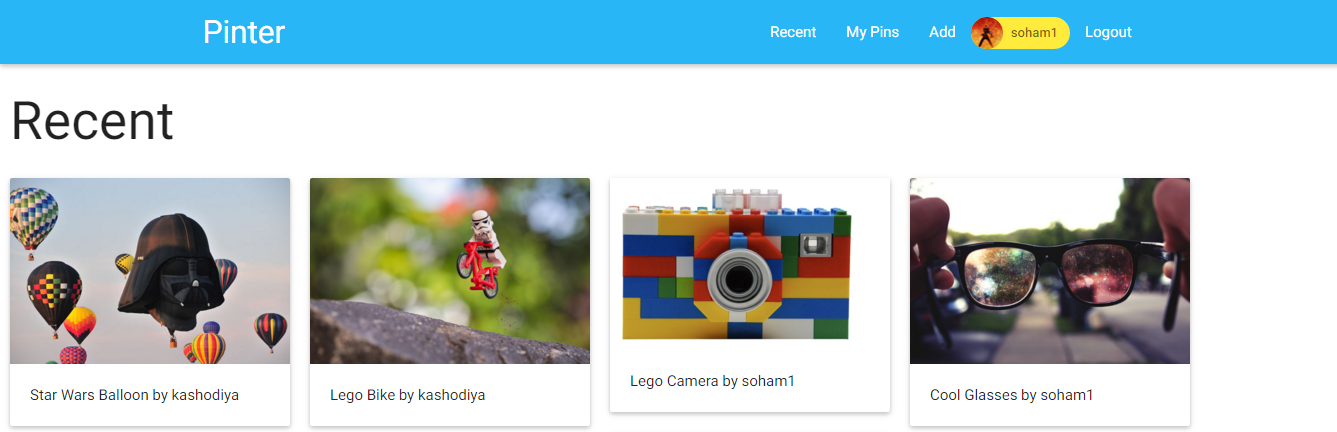 Pinter
Recent My Pins Add soham1 Logout
Recent
Star Wars Balloon by kashodiya
Lego Bike by kashodiya
Lego Camera by soham1
Cool Glasses by soham1